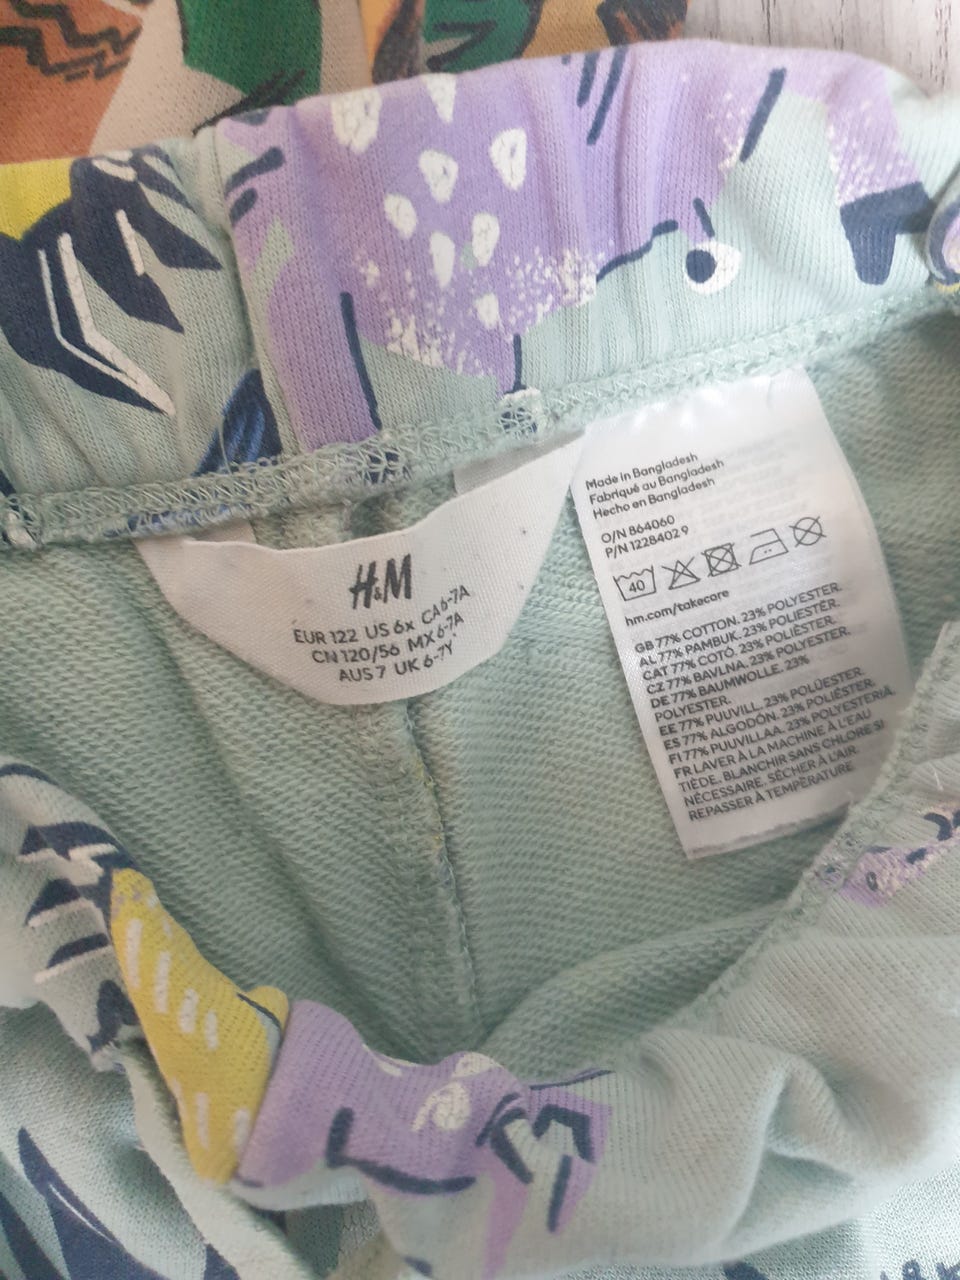 H&M
EUR 122 US 6x CA 6-7A
CN 120/56 MX 6-7A
AUS 7 UK 6-7Y
Made in Bangladesh
Fabriqué au Bangladesh
Hecho en Bangladesh
O/N 864060
P/N 1228402 9
40
hm.com/takecare
GB 77% COTTON. 23% POLYESTER.
AL 77% PAMBUK. 23% POLIESTËR.
CAT 77% COTÓ. 23% POLIÈSTER.
CZ 77% BAVLNA. 23% POLYESTER.
DE 77% BAUMWOLLE. 23%
POLYESTER.
EE 77% PUUVILL. 23% POLÜESTER.
ES 77% ALGODÓN. 23% POLIÉSTER.
FI 77% PUUVILLAA. 23% POLYESTERIA.
FR LAVER À LA MACHINE À L'EAU
TIÈDE, BLANCHIR SANS CHLORE SI
NÉCESSAIRE, SÉCHER À L'AIR.
REPASSER À TEMPÉRATURE